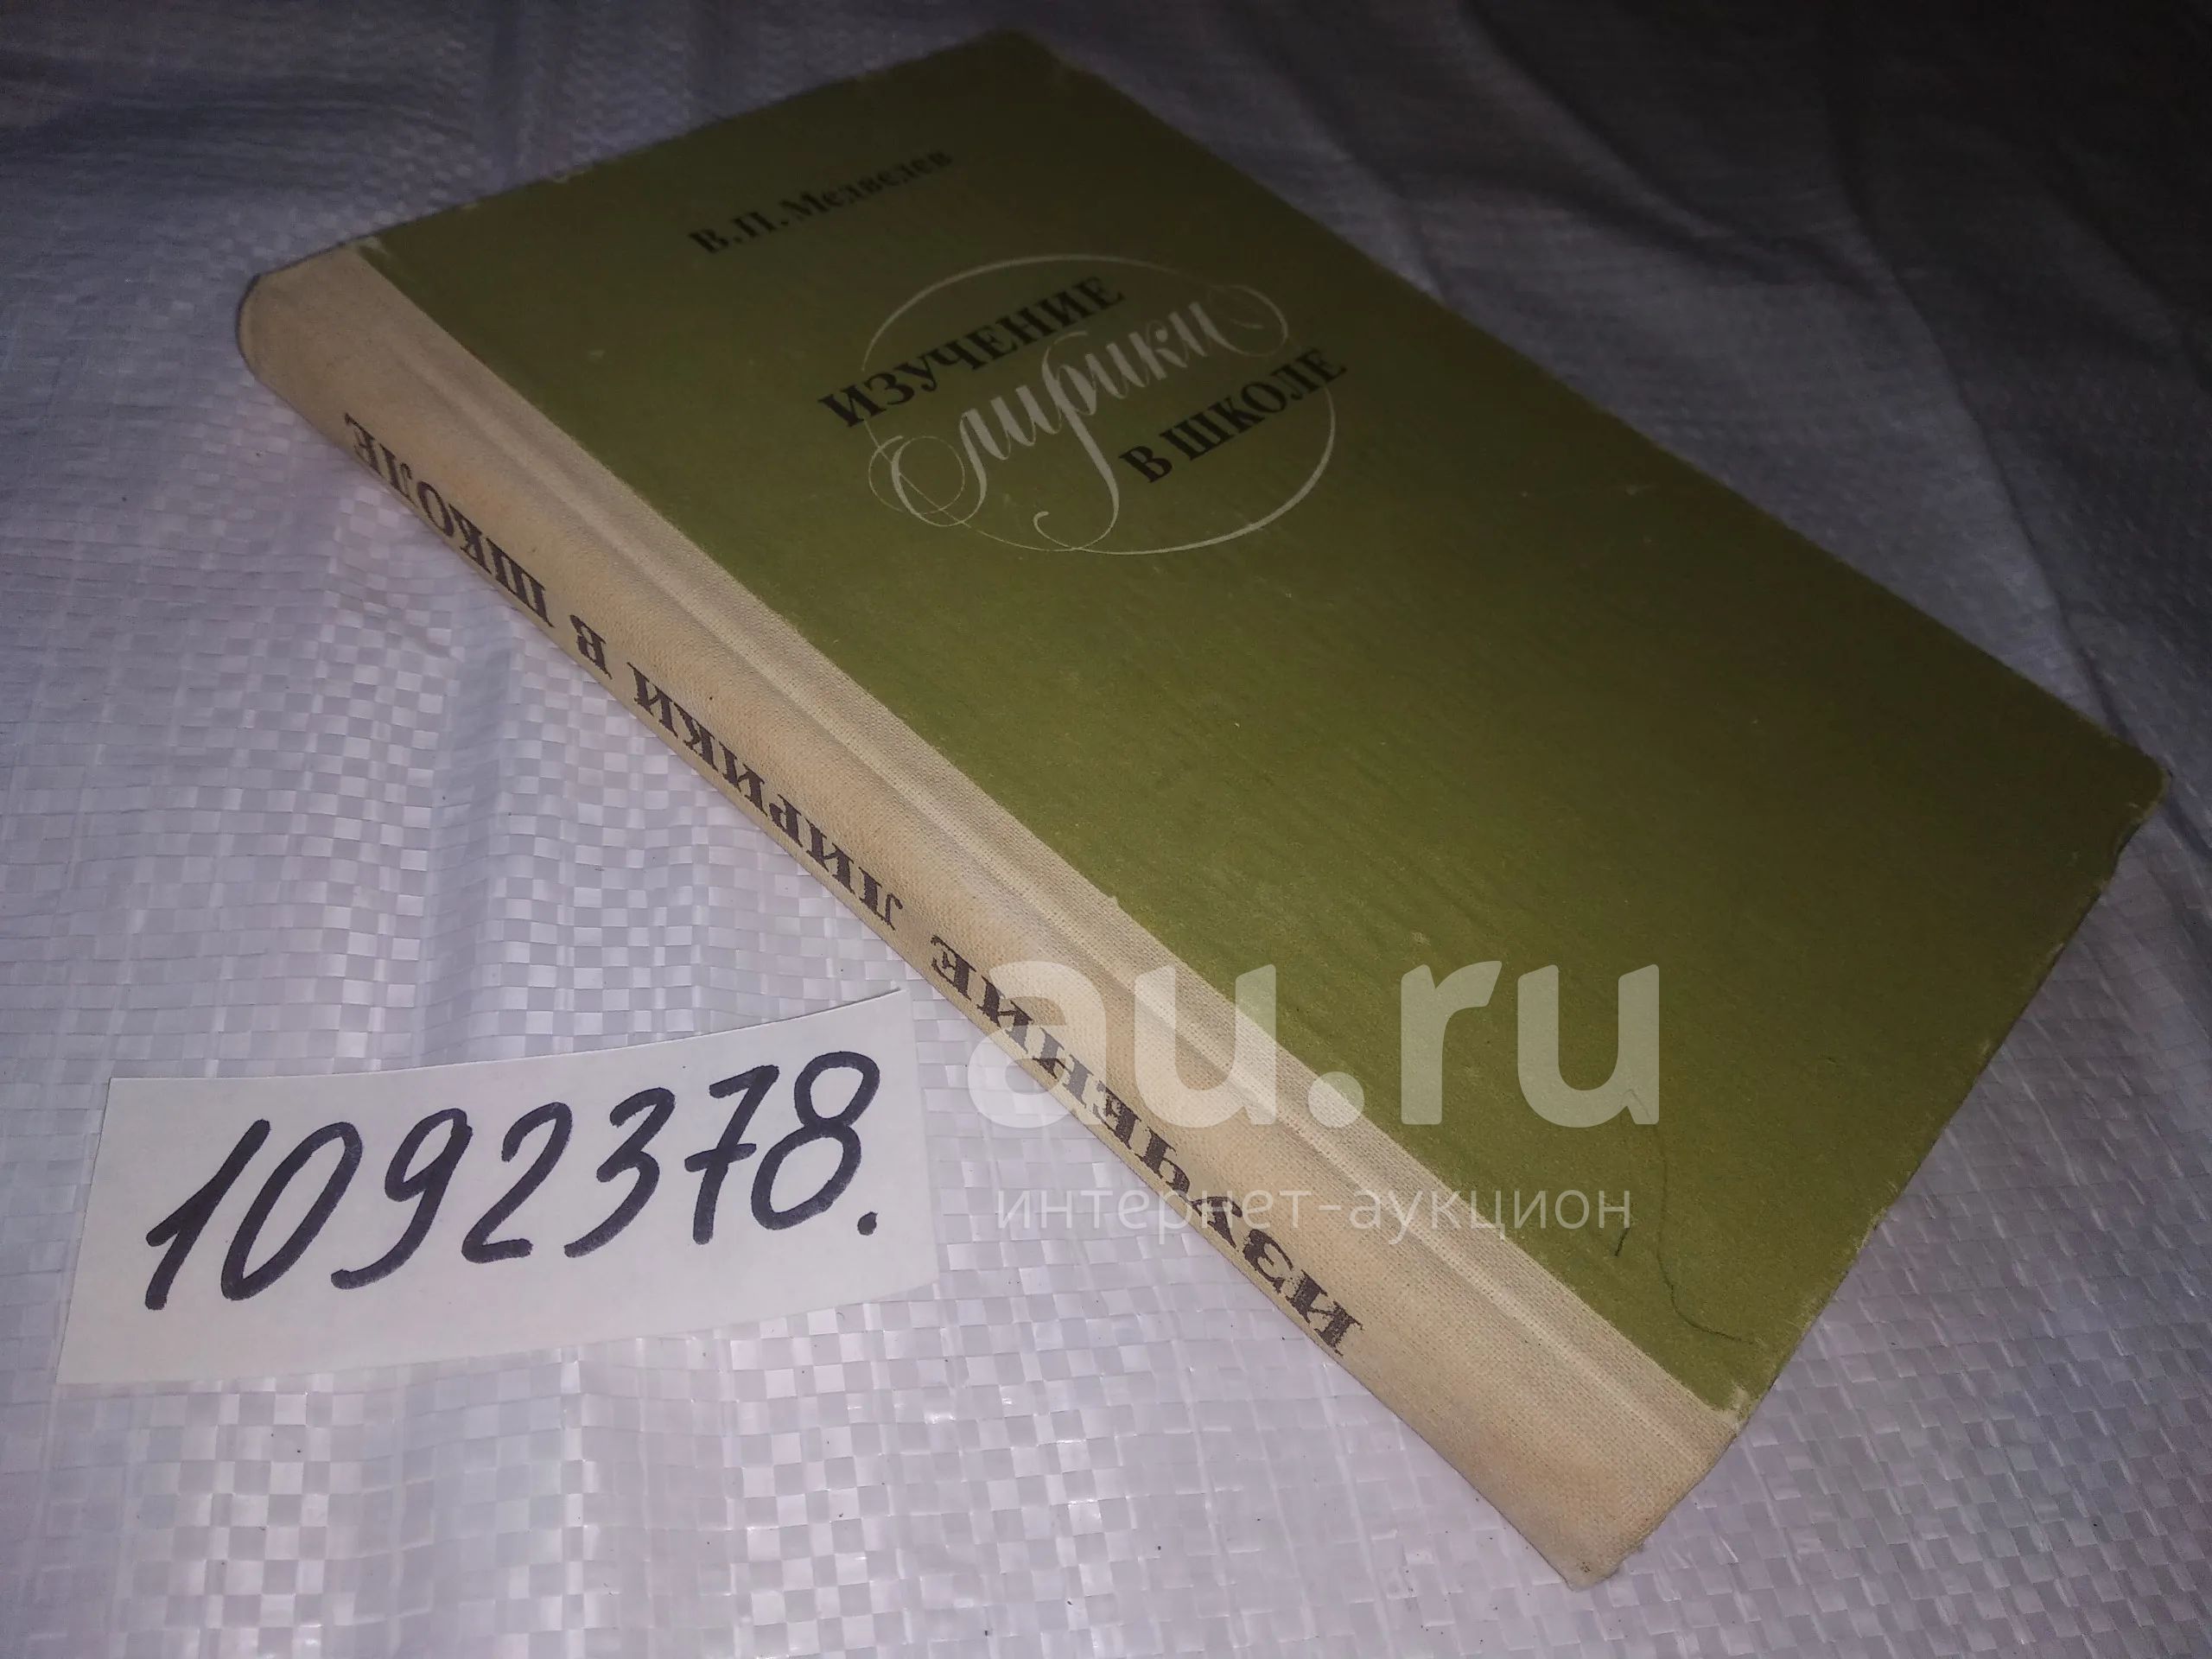 В.П.Медведев
ИЗУЧЕНИЕ
лирики
В ШКОЛЕ
ИЗУЧЕНИЕ ЛИРИКИ В ШКОЛЕ
1092378.
au.ru
интернет-аукцион